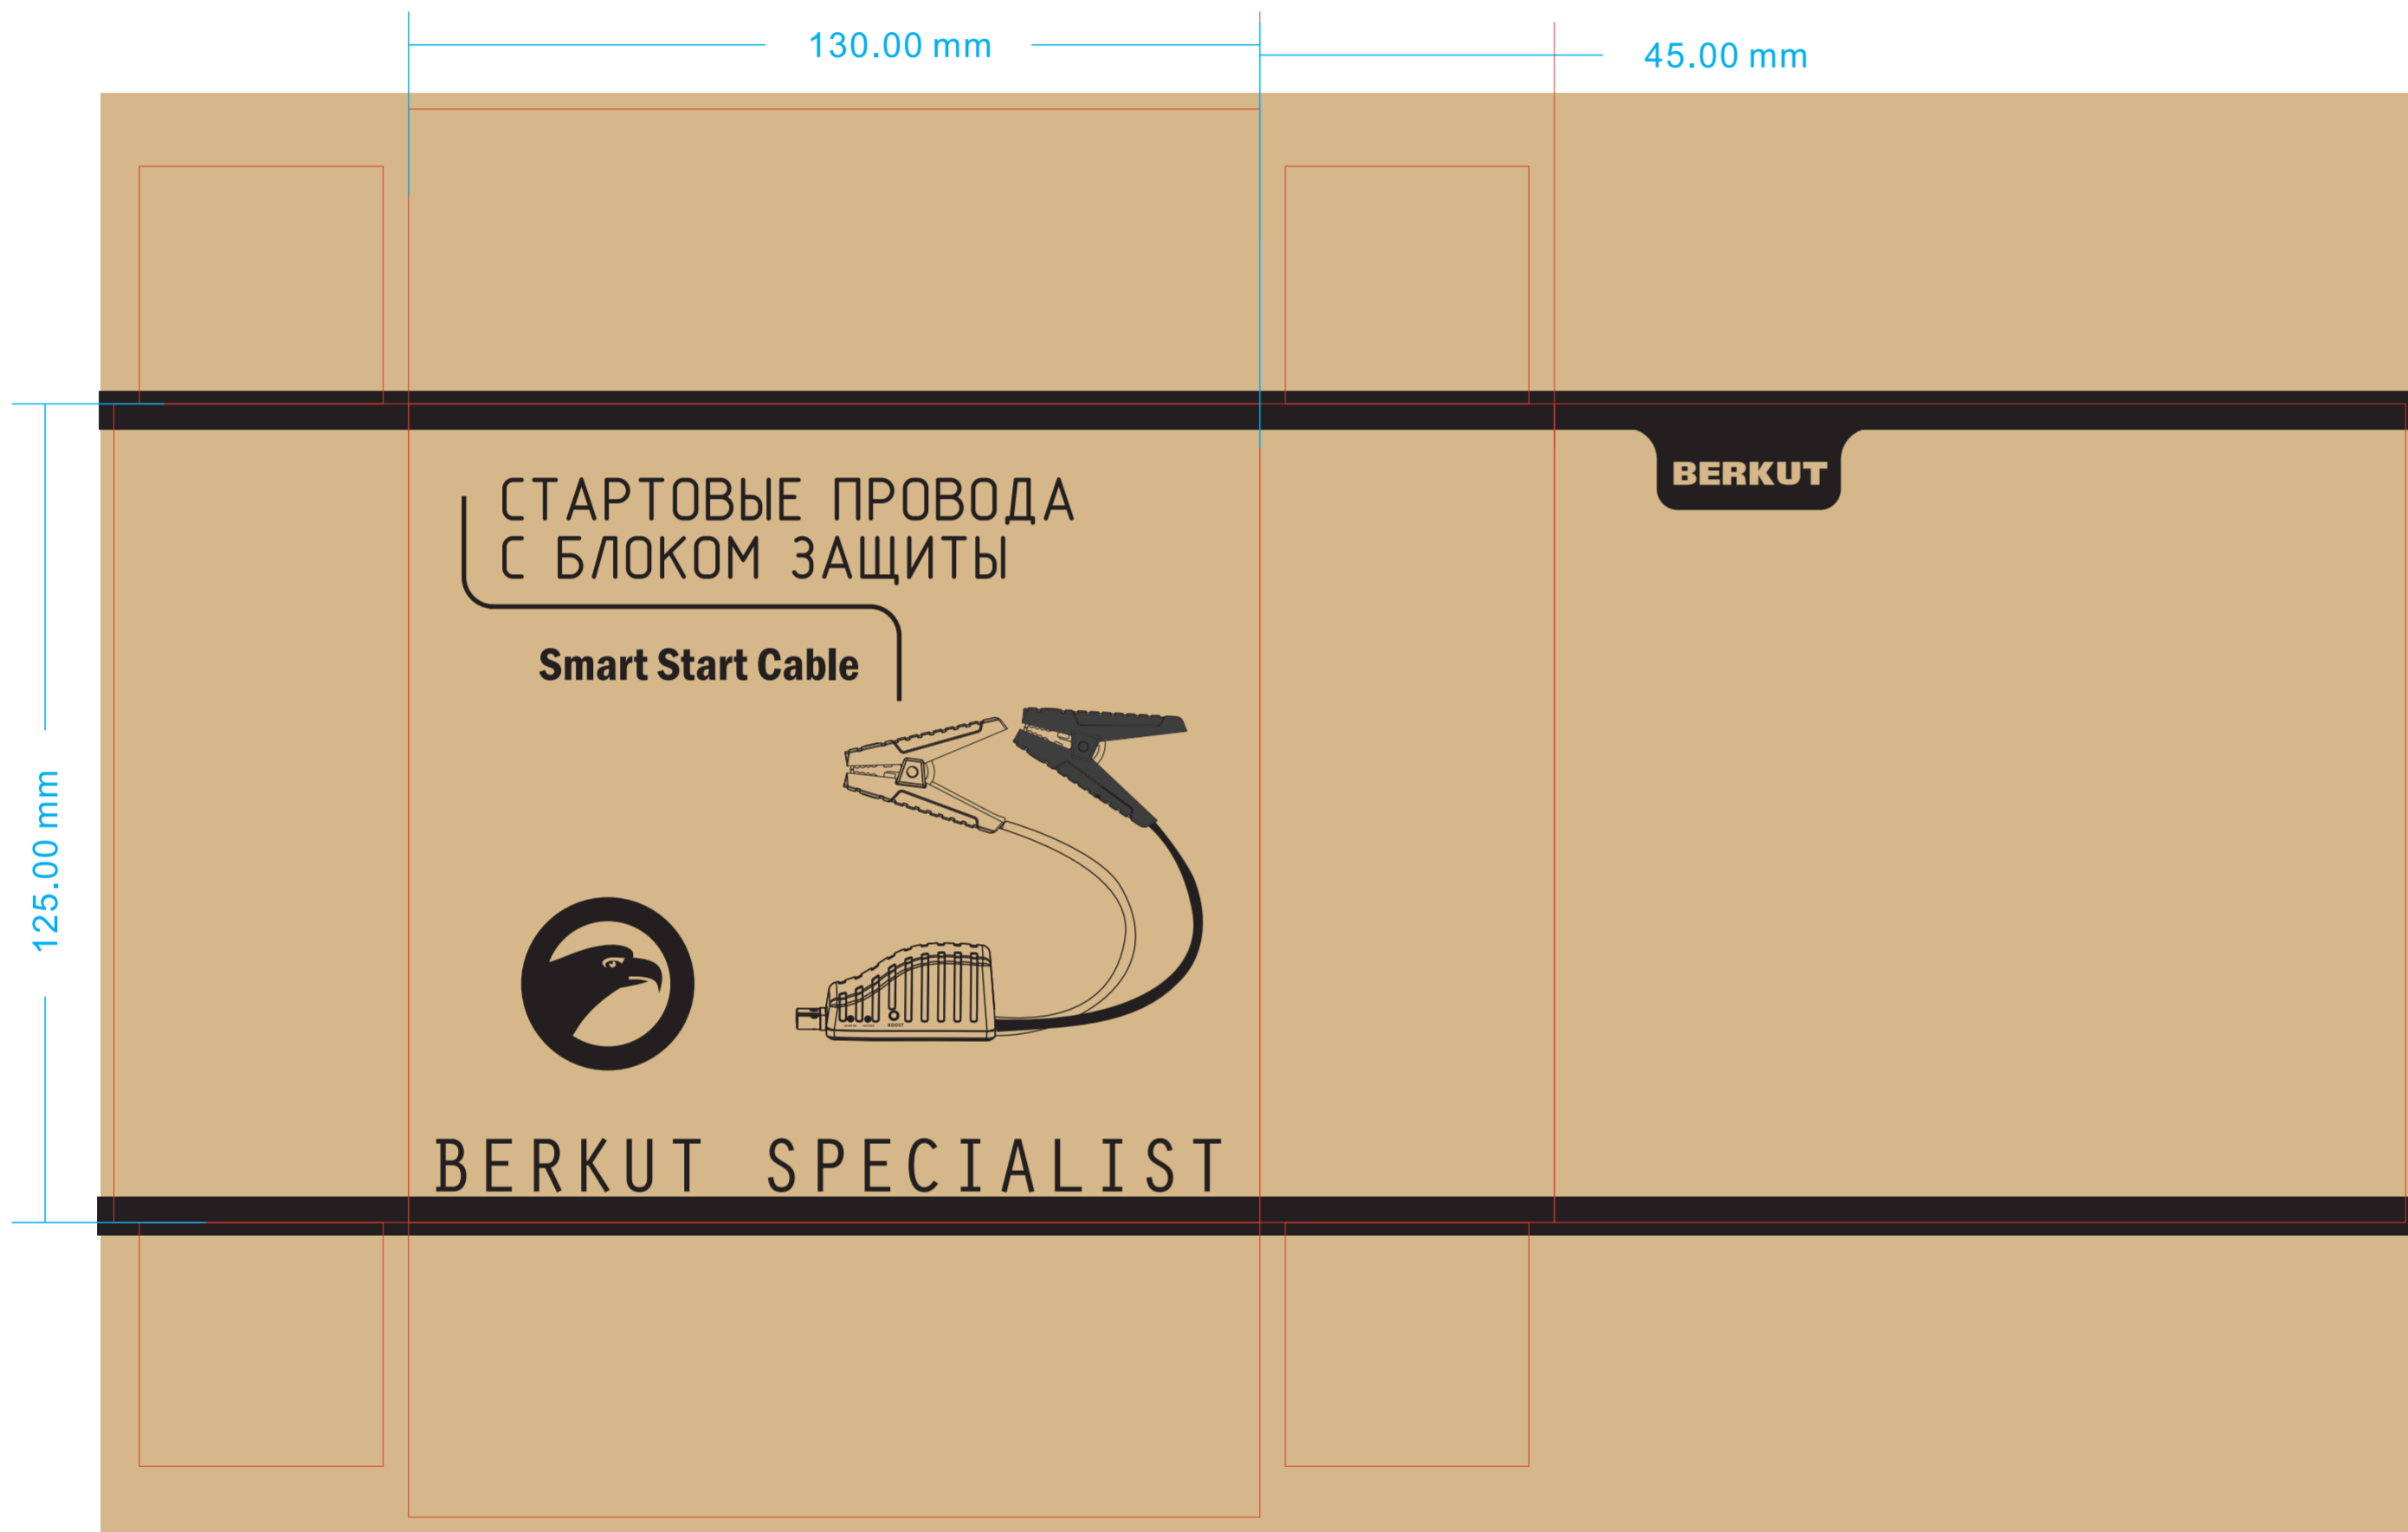 130.00 mm
45.00 mm
125.00 mm
СТАРТОВЫЕ ПРОВОДА
С БЛОКОМ ЗАЩИТЫ
Smart Start Cable
BERKUT
BOOST
BERKUT SPECIALIST